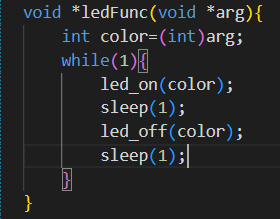 void *ledFunc(void *arg){
    int color=(int)arg;
    while(1){
        led_on(color);
        sleep(1);
        led_off(color);
        sleep(1);
    }
}